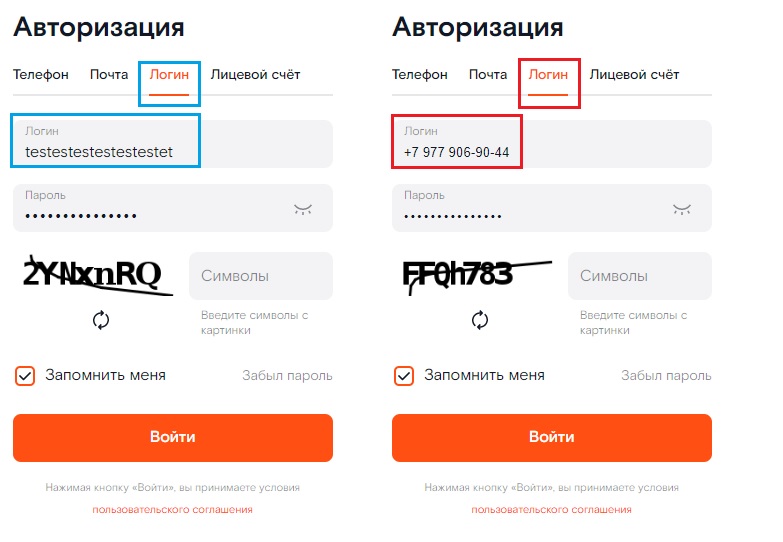 Авторизация
Телефон Почта Логин Лицевой счёт
Логин
testestestestestestet
Пароль
2YNxnRQ
Символы
Введите символы с
картинки
Запомнить меня
Забыл пароль
Войти
Нажимая кнопку «Войти», вы принимаете условия
пользовательского соглашения
Авторизация
Телефон Почта Логин Лицевой счёт
Логин
+7 977 906-90-44
Пароль
FFQh783
Символы
Введите символы с
картинки
Запомнить меня
Забыл пароль
Войти
Нажимая кнопку «Войти», вы принимаете условия
пользовательского соглашения